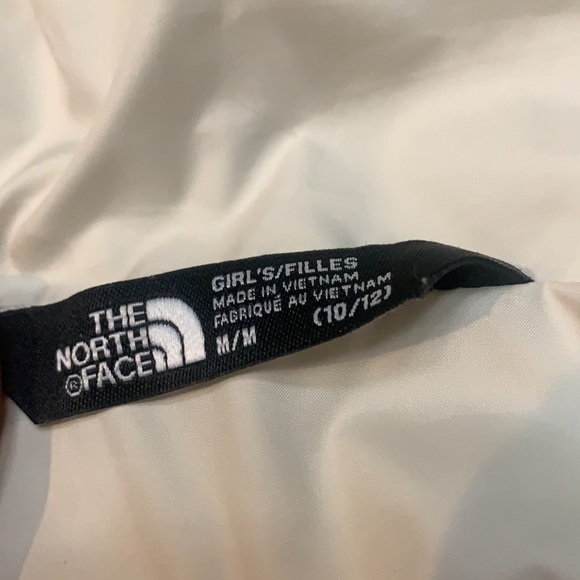 THE
NORTH
®FACE
GIRL'S/FILLES
MADE IN VIETNAM
FABRIQUÉ AU VIETNAM
M/M (10/12)